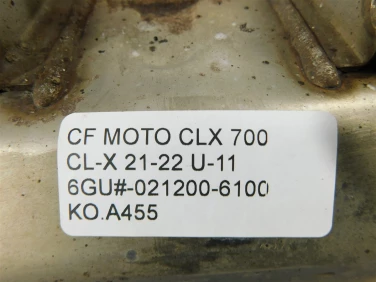 CF MOTO CLX 700
CL-X 21-22 U-11
6GU#-021200-6100
KO.A455